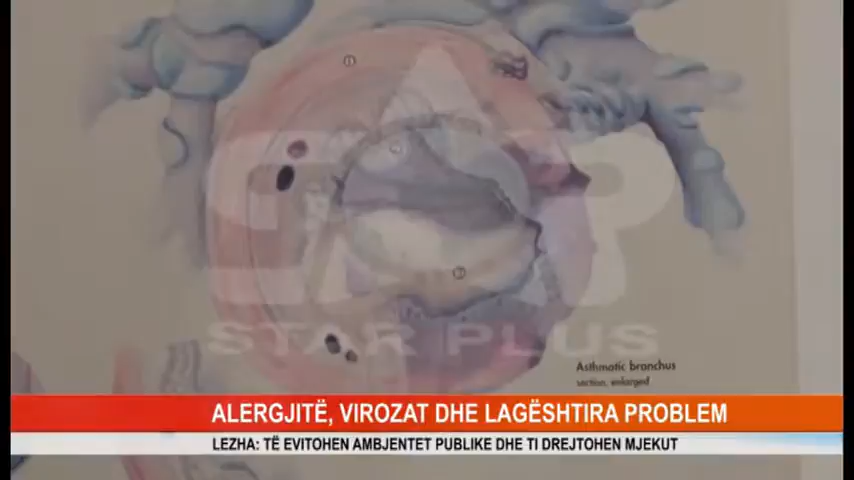 STAR PLUS
Asthmatic bronchus
section, enlarged
ALERGJITË, VIROZAT DHE LAGËSHTIRA PROBLEM
LEZHA: TË EVITOHEN AMBJENTET PUBLIKE DHE TI DREJTOHEN MJEKUT